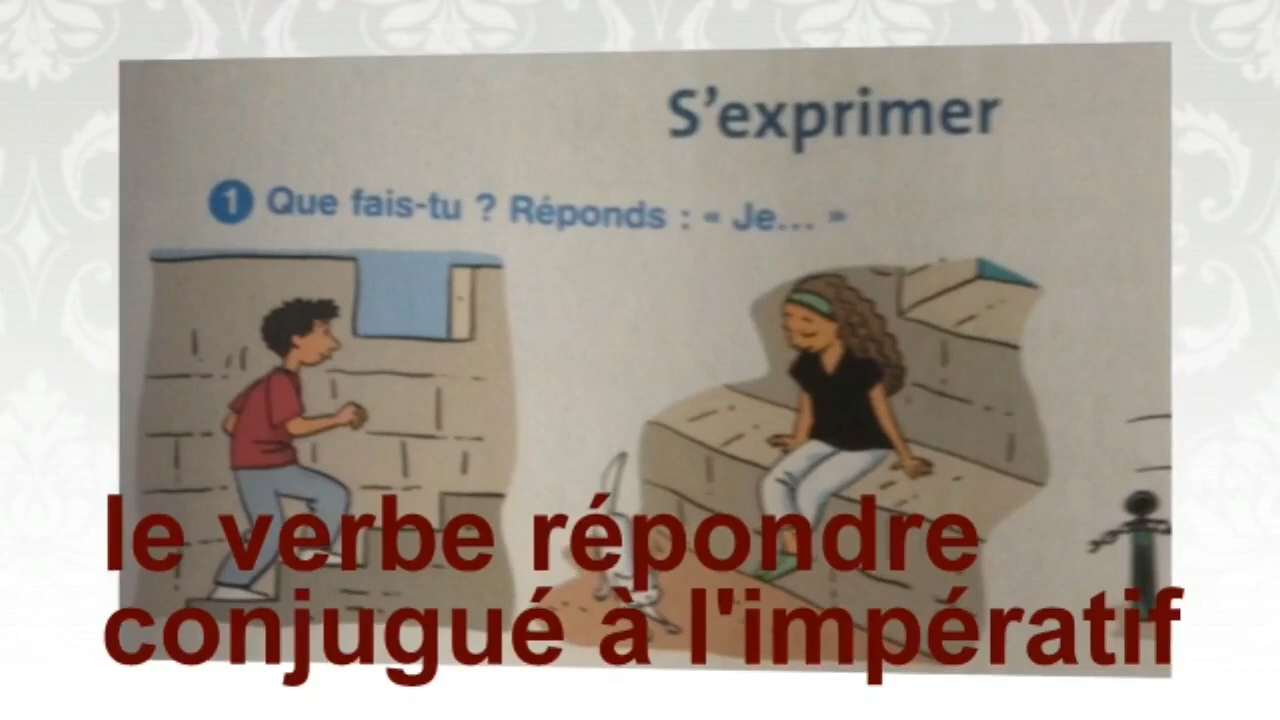 S'exprimer
1 Que fais-tu ? Réponds : « Je... »
le verbe répondre
conjugué à l'impératif